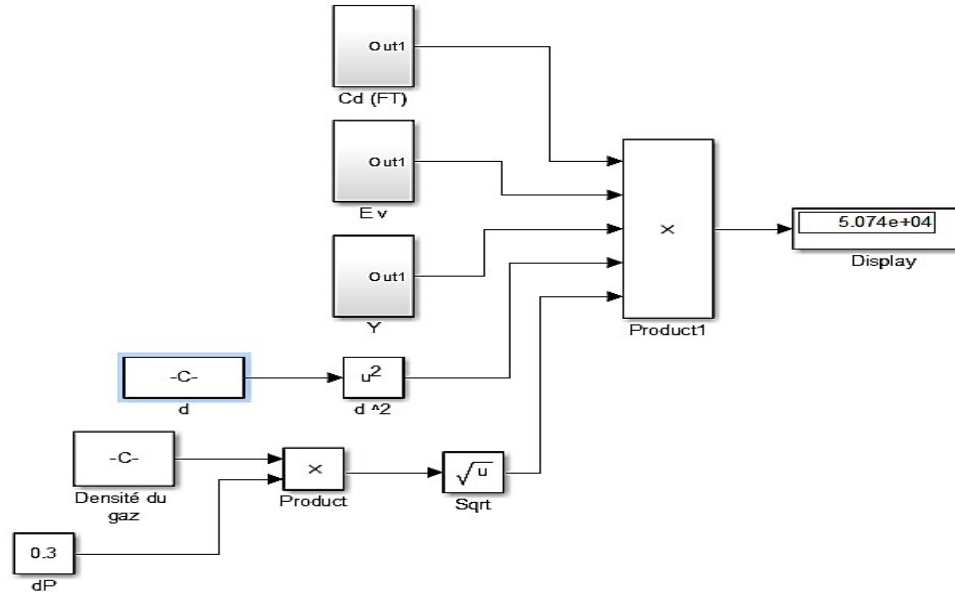 Out1
Cd (FT)
Out1
E v
Out1
Y
×
Product1
5.074e+04
Display
-C-
d
u²
d ^2
-C-
Densité du
gaz
×
Product
√u
Sqrt
0.3
dP